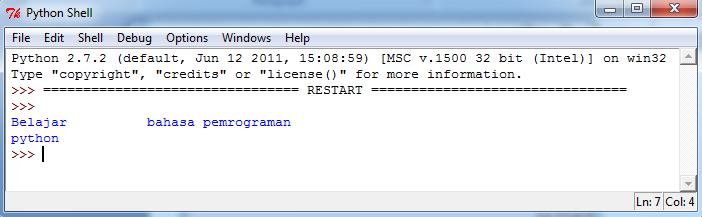 Python Shell
File Edit Shell Debug Options Windows Help
Python 2.7.2 (default, Jun 12 2011, 15:08:59) [MSC v.1500 32 bit (Intel)] on win32
Type "copyright", "credits" or "license()" for more information.
>>> ================================ RESTART ================================
>>>
Belajar          bahasa pemrograman
python
>>>
Ln: 7 Col: 4